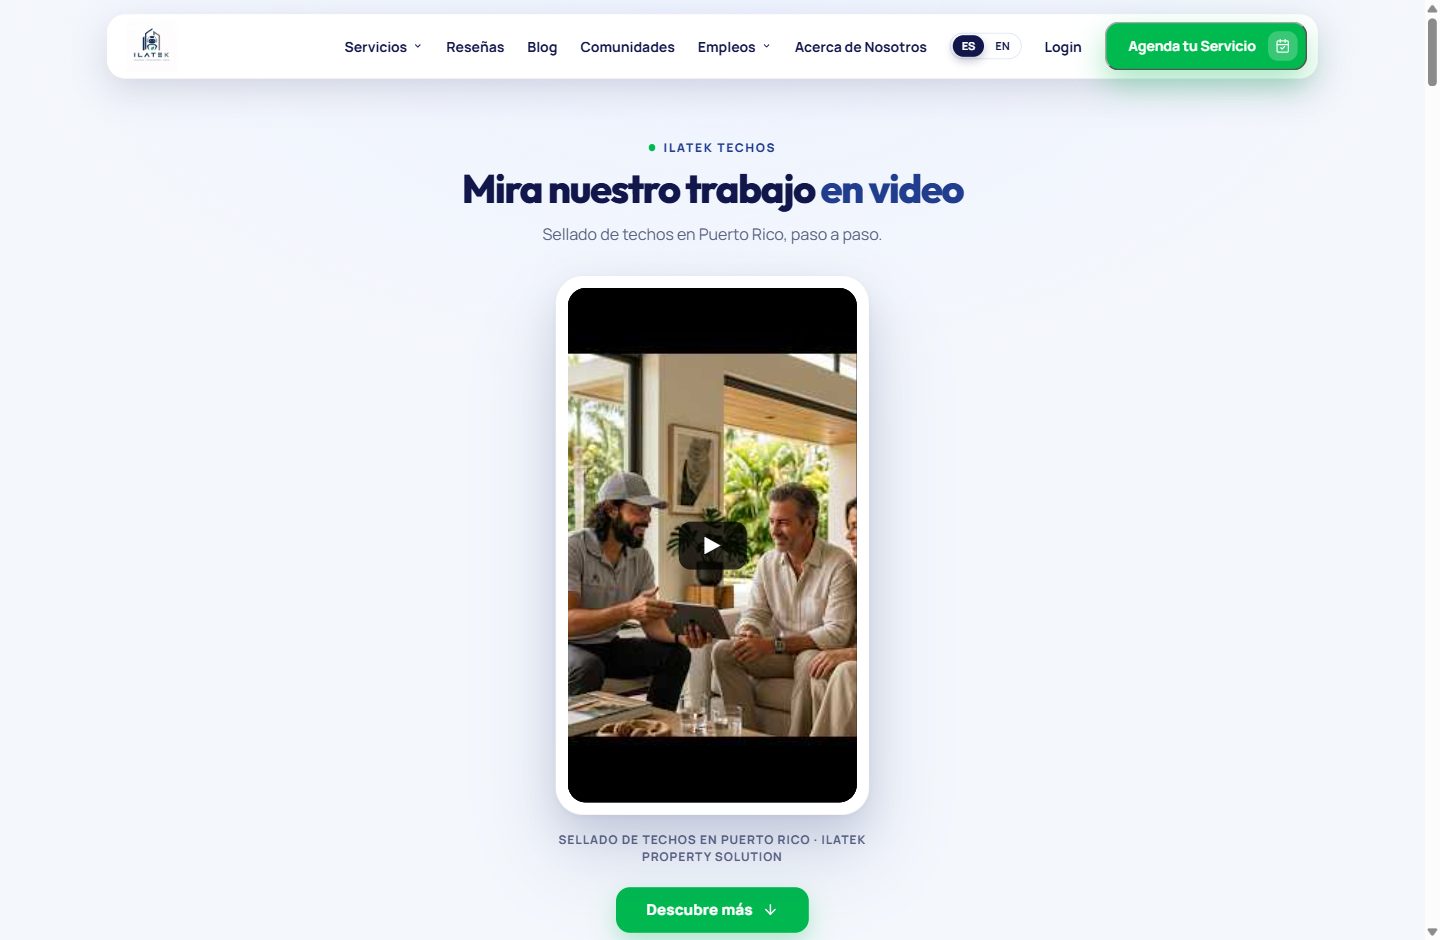 ILATEK
Servicios
Reseñas
Blog
Comunidades
Empleos
Acerca de Nosotros
ES
EN
Login
Agenda tu Servicio
ILATEK TECHOS
Mira nuestro trabajo en video
Sellado de techos en Puerto Rico, paso a paso.
SELLADO DE TECHOS EN PUERTO RICO · ILATEK
PROPERTY SOLUTION
Descubre más